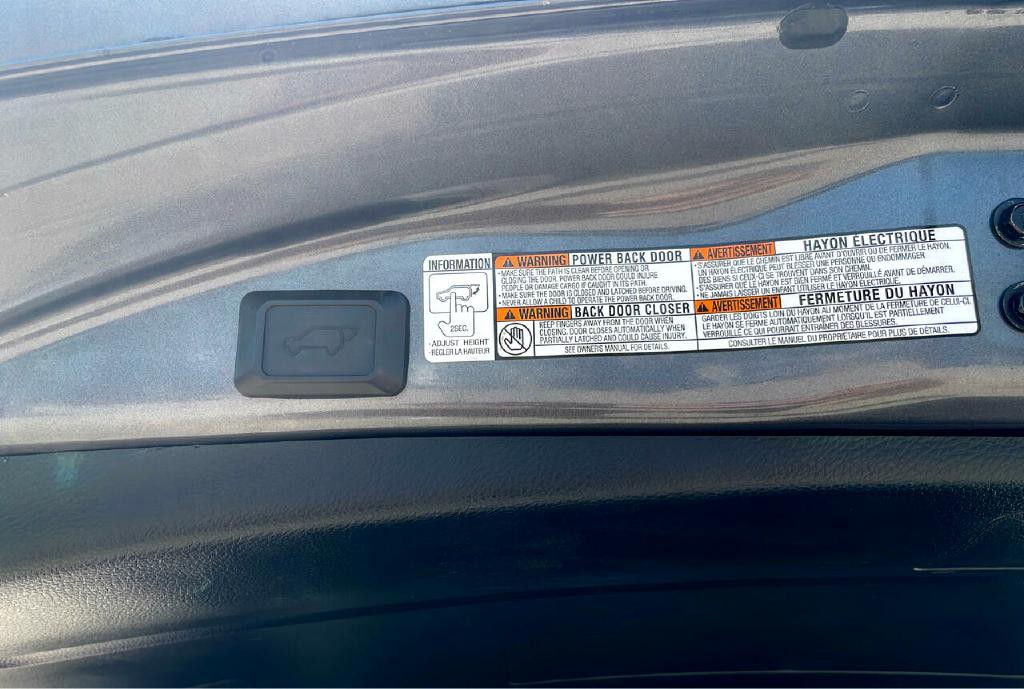 INFORMATION
2SEC.
- ADJUST HEIGHT
- RÉGLER LA HAUTEUR
WARNING POWER BACK DOOR
• MAKE SURE THE PATH IS CLEAR BEFORE OPENING OR
CLOSING THE DOOR. POWER BACK DOOR COULD INJURE
PEOPLE OR DAMAGE CARGO IF CAUGHT IN ITS PATH.
• MAKE SURE THE DOOR IS CLOSED AND LATCHED BEFORE DRIVING.
• NEVER ALLOW A CHILD TO OPERATE THE POWER BACK DOOR.
WARNING BACK DOOR CLOSER
KEEP FINGERS AWAY FROM THE DOOR WHEN
CLOSING. DOOR CLOSES AUTOMATICALLY WHEN
PARTIALLY LATCHED AND COULD CAUSE INJURY.
SEE OWNERS MANUAL FOR DETAILS.
AVERTISSEMENT HAYON ÉLECTRIQUE
• S'ASSURER QUE LE CHEMIN EST LIBRE AVANT D'OUVRIR OU DE FERMER LE HAYON.
UN HAYON ÉLECTRIQUE PEUT BLESSER UNE PERSONNE OU ENDOMMAGER
DES BIENS SI CEUX-CI SE TROUVENT DANS SON CHEMIN.
• S'ASSURER QUE LE HAYON EST BIEN FERMÉ ET VERROUILLÉ AVANT DE DÉMARRER.
• NE JAMAIS LAISSER UN ENFANT UTILISER LE HAYON ÉLECTRIQUE.
AVERTISSEMENT FERMETURE DU HAYON
GARDER LES DOIGTS LOIN DU HAYON AU MOMENT DE LA FERMETURE DE CELUI-CI.
LE HAYON SE FERME AUTOMATIQUEMENT LORSQU'IL EST PARTIELLEMENT
VERROUILLÉ CE QUI POURRAIT ENTRAÎNER DES BLESSURES.
CONSULTER LE MANUEL DU PROPRIÉTAIRE POUR PLUS DE DÉTAILS.